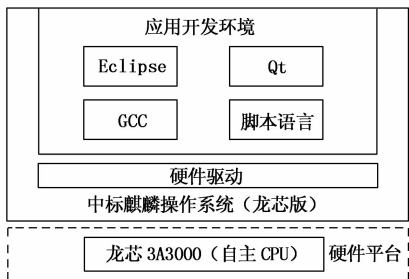 应用开发环境
Eclipse
Qt
GCC
脚本语言
硬件驱动
中标麒麟操作系统（龙芯版）
龙芯 3A3000（自主 CPU）
硬件平台